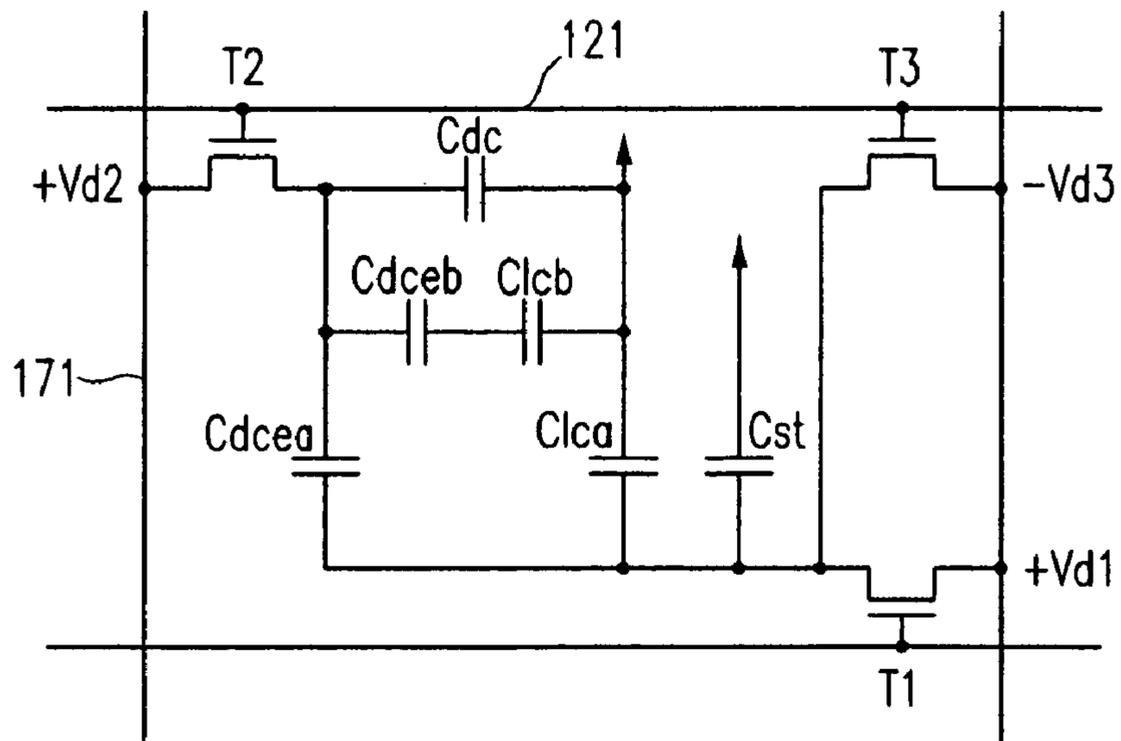 121
T2
T3
Cdc
+Vd2
-Vd3
Cdceb
Clcb
171
Cdcea
Clca
Cst
+Vd1
T1